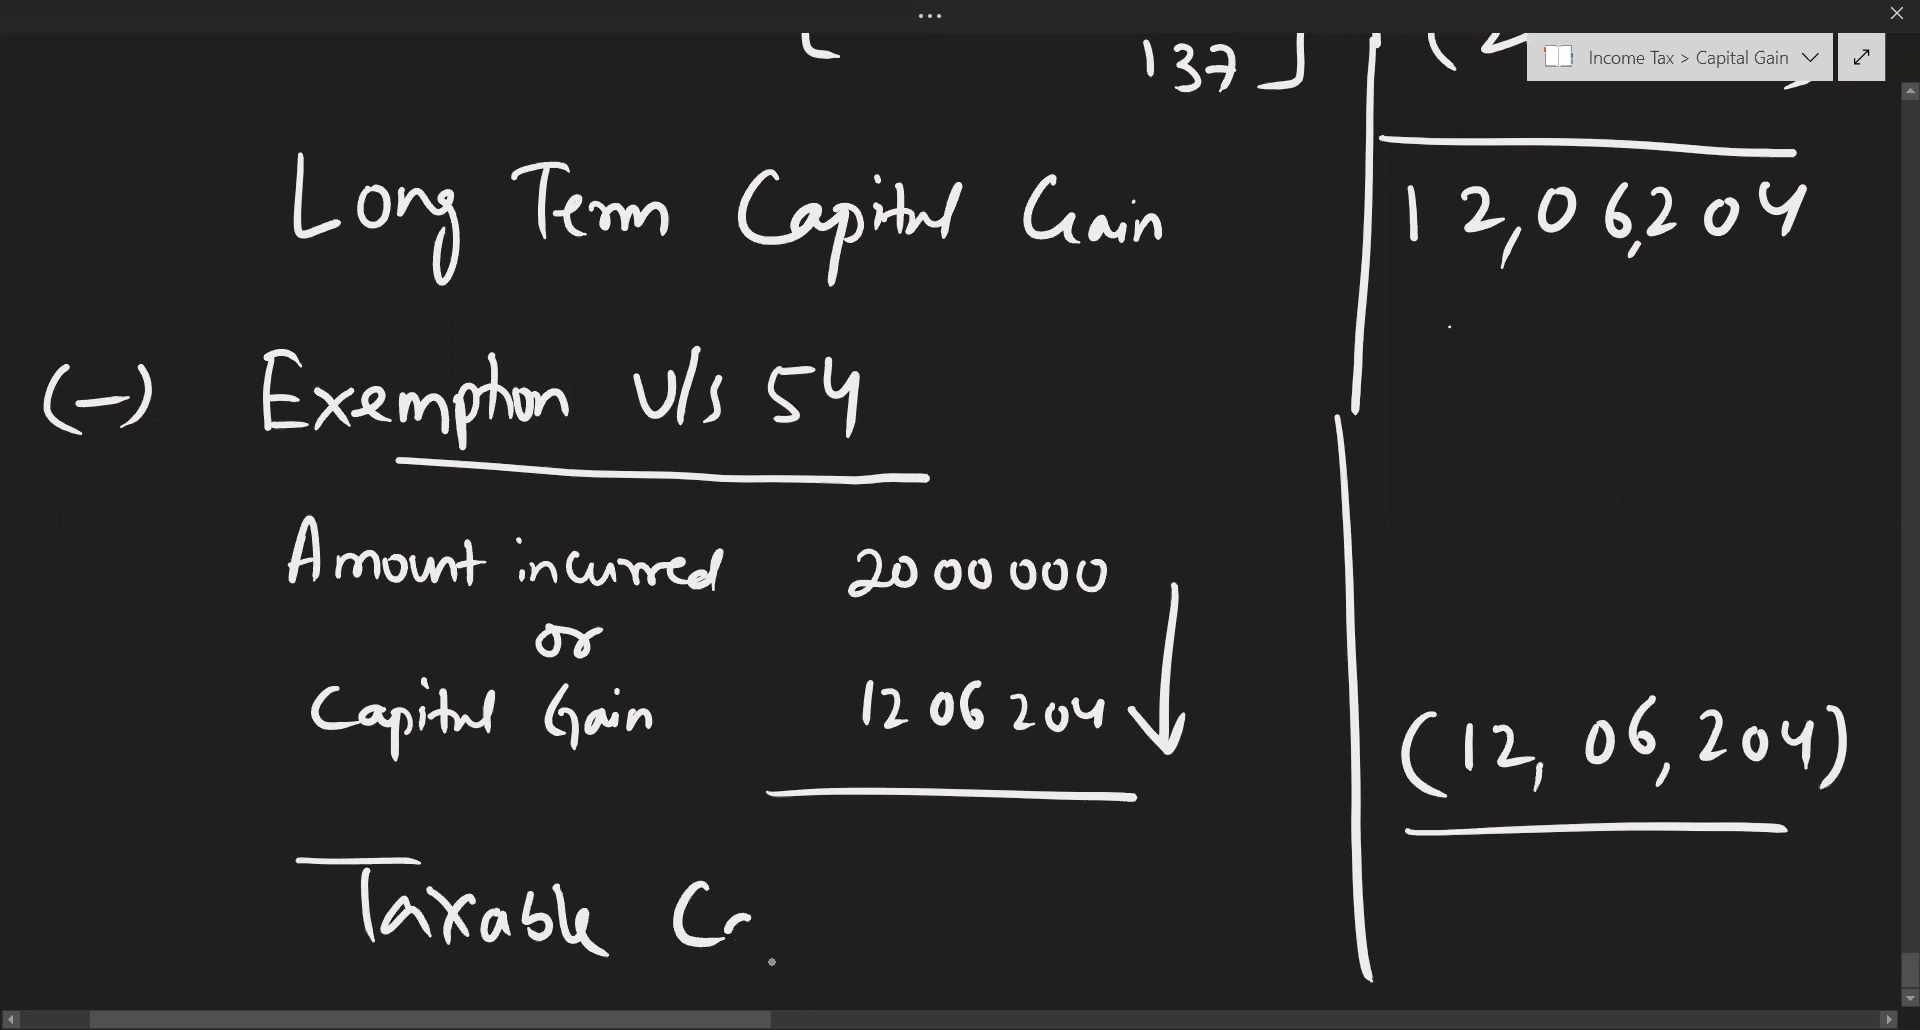 Income Tax > Capital Gain
137]
Long Term Capital Gain 12,06,204
(-) Exemption U/s 54
Amount incurred 2000000
or
Capital Gain 1206204 (12,06,204)
Taxable